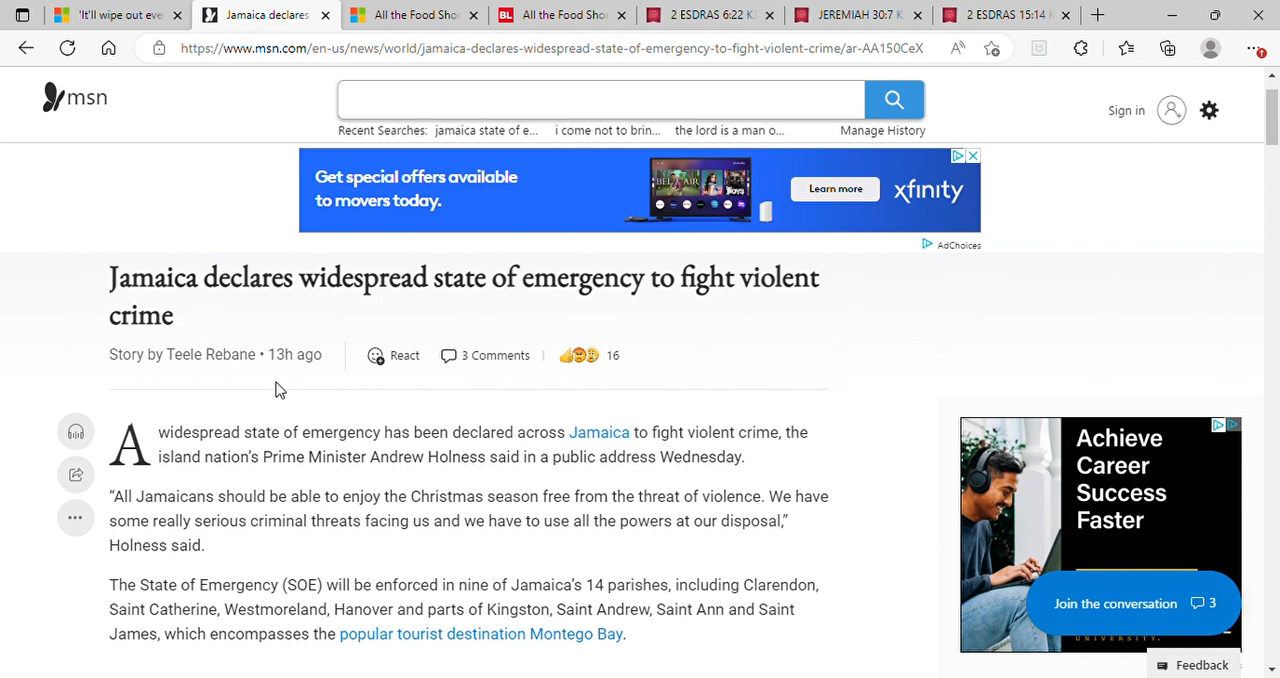 'It'll wipe out eve
Jamaica declares
All the Food Sho
BL All the Food Sho
2 ESDRAS 6:22 K
JEREMIAH 30:7 K
2 ESDRAS 15:14
https://www.msn.com/en-us/news/world/jamaica-declares-widespread-state-of-emergency-to-fight-violent-crime/ar-AA150CeX
msn
Sign in
Recent Searches: jamaica state of e... i come not to brin... the lord is a man o... Manage History
Get special offers available
to movers today.
Learn more
xfinity
AdChoices
Jamaica declares widespread state of emergency to fight violent
crime
Story by Teele Rebane • 13h ago
React
3 Comments
16
A widespread state of emergency has been declared across Jamaica to fight violent crime, the
island nation's Prime Minister Andrew Holness said in a public address Wednesday.
“All Jamaicans should be able to enjoy the Christmas season free from the threat of violence. We have
some really serious criminal threats facing us and we have to use all the powers at our disposal,”
Holness said.
The State of Emergency (SOE) will be enforced in nine of Jamaica's 14 parishes, including Clarendon,
Saint Catherine, Westmoreland, Hanover and parts of Kingston, Saint Andrew, Saint Ann and Saint
James, which encompasses the popular tourist destination Montego Bay.
Achieve
Career
Success
Faster
Join the conversation 3
UNIVERSITY.
Feedback